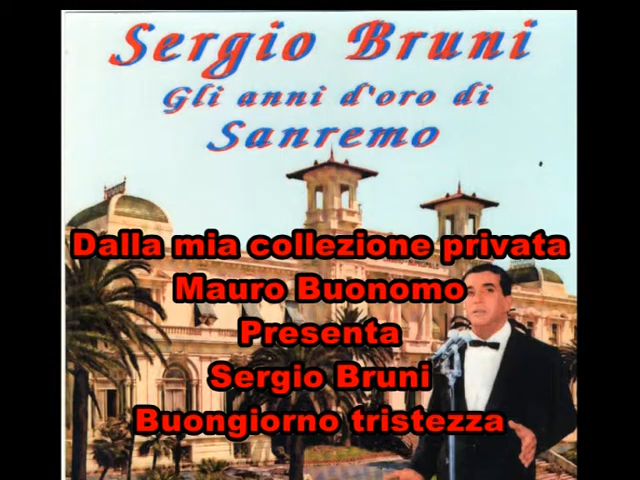 Sergio Bruni
Gli anni d'oro di
Sanremo
Dalla mia collezione privata
Mauro Buonomo
Presenta
Sergio Bruni
Buongiorno tristezza